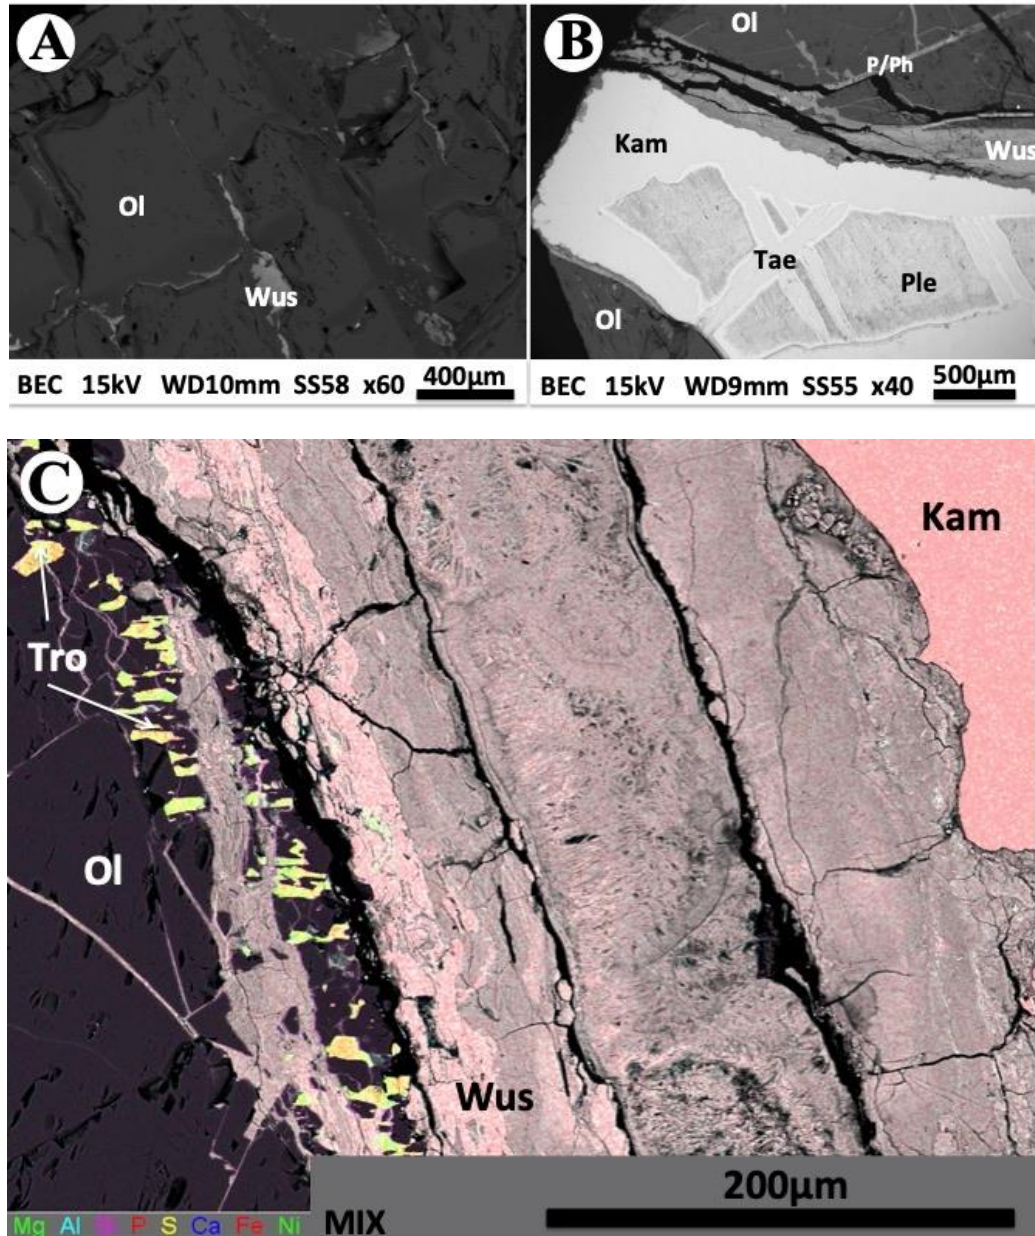 A
Ol
Wus
BEC 15kV WD10mm SS58 x60 400µm
B
Ol
P/Ph
Wus
Kam
Tae
Ple
Ol
BEC 15kV WD9mm SS55 x40 500µm
C
Kam
Tro
Ol
Wus
200µm
Mg Al Si P S Ca Fe Ni MIX